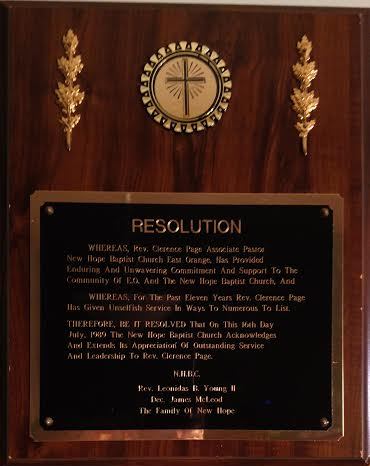 RESOLUTION
WHEREAS, Rev. Clerence Page Associate Pastor
New Hope Baptist Church East Orange, Has Provided
Enduring And Unwavering Commitment And Support To The
Community Of E.O. And The New Hope Baptist Church, And
WHEREAS, For The Past Eleven Years Rev. Clerence Page
Has Given Unselfish Service In Ways To Numerous To List.
THEREFORE, BE IT RESOLVED That On This 16th Day
July, 1989 The New Hope Baptist Church Acknowledges
And Extends Its Appreciation Of Outstanding Service
And Leadership To Rev. Clerence Page.
N.H.B.C.
Rev. Leonidas B. Young II
Dec. James McLeod
The Family Of New Hope